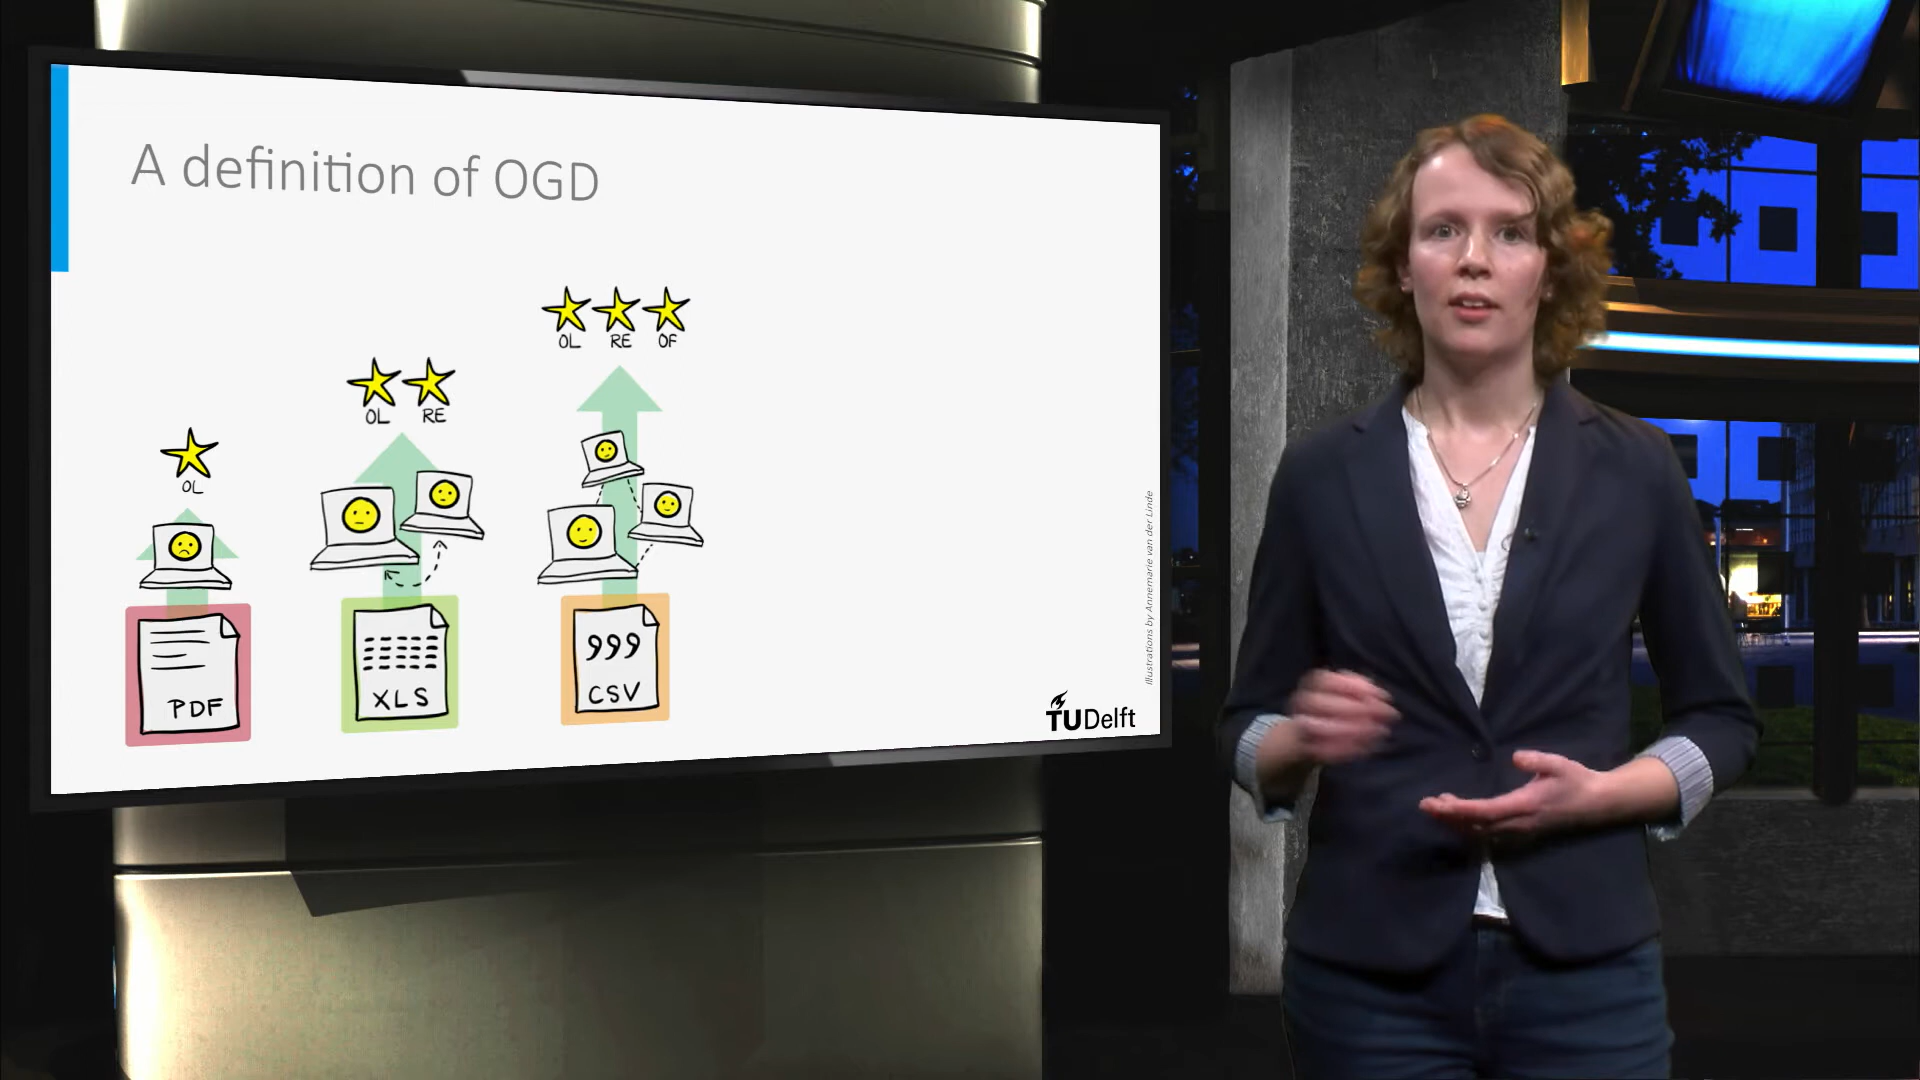 A definition of OGD
OL RE OF
OL RE
OL
PDF
XLS
999
CSV
Illustrations by Annemarie van der Linde
TUDelft